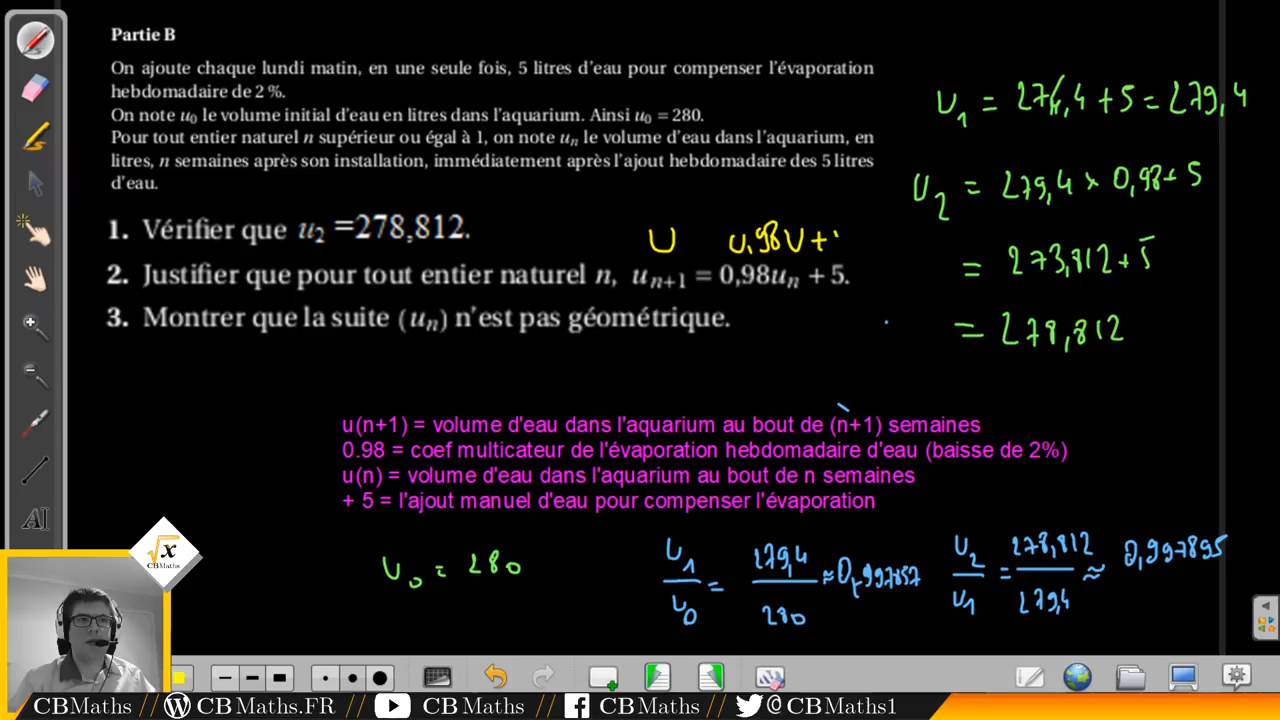 Partie B
On ajoute chaque lundi matin, en une seule fois, 5 litres d'eau pour compenser l'évaporation
hebdomadaire de 2 %.
On note u₀ le volume initial d'eau en litres dans l'aquarium. Ainsi u₀ = 280.
Pour tout entier naturel n supérieur ou égal à 1, on note uₙ le volume d'eau dans l'aquarium, en
litres, n semaines après son installation, immédiatement après l'ajout hebdomadaire des 5 litres
d'eau.
1. Vérifier que u₂ =278,812.
U 0,98U +
2. Justifier que pour tout entier naturel n, uₙ₊₁ = 0,98uₙ + 5.
3. Montrer que la suite (uₙ) n'est pas géométrique.
U₁ = 274,4 + 5 = 279,4
U₂ = 279,4 × 0,98 + 5
= 273,812 + 5
= 278,812
u(n+1) = volume d'eau dans l'aquarium au bout de (n+1) semaines
0.98 = coef multicateur de l'évaporation hebdomadaire d'eau (baisse de 2%)
u(n) = volume d'eau dans l'aquarium au bout de n semaines
+ 5 = l'ajout manuel d'eau pour compenser l'évaporation
U₀ = 280
U₁/U₀ = 279,4/280 ≈ 0,997857
U₂/U₁ = 278,812/279,4 ≈ 0,997895
√x
CBMaths
AI
CBMaths CBMaths.FR CBMaths CBMaths @CBMaths1